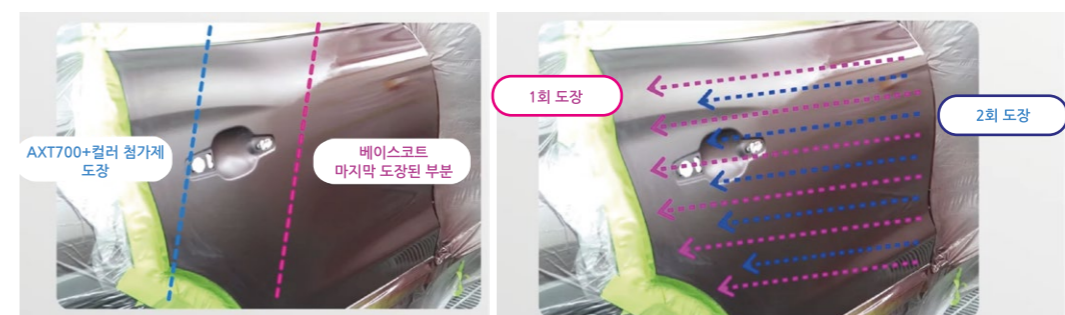 AXT700+컬러 첨가제
도장
베이스코트
마지막 도장된 부분
1회 도장
2회 도장